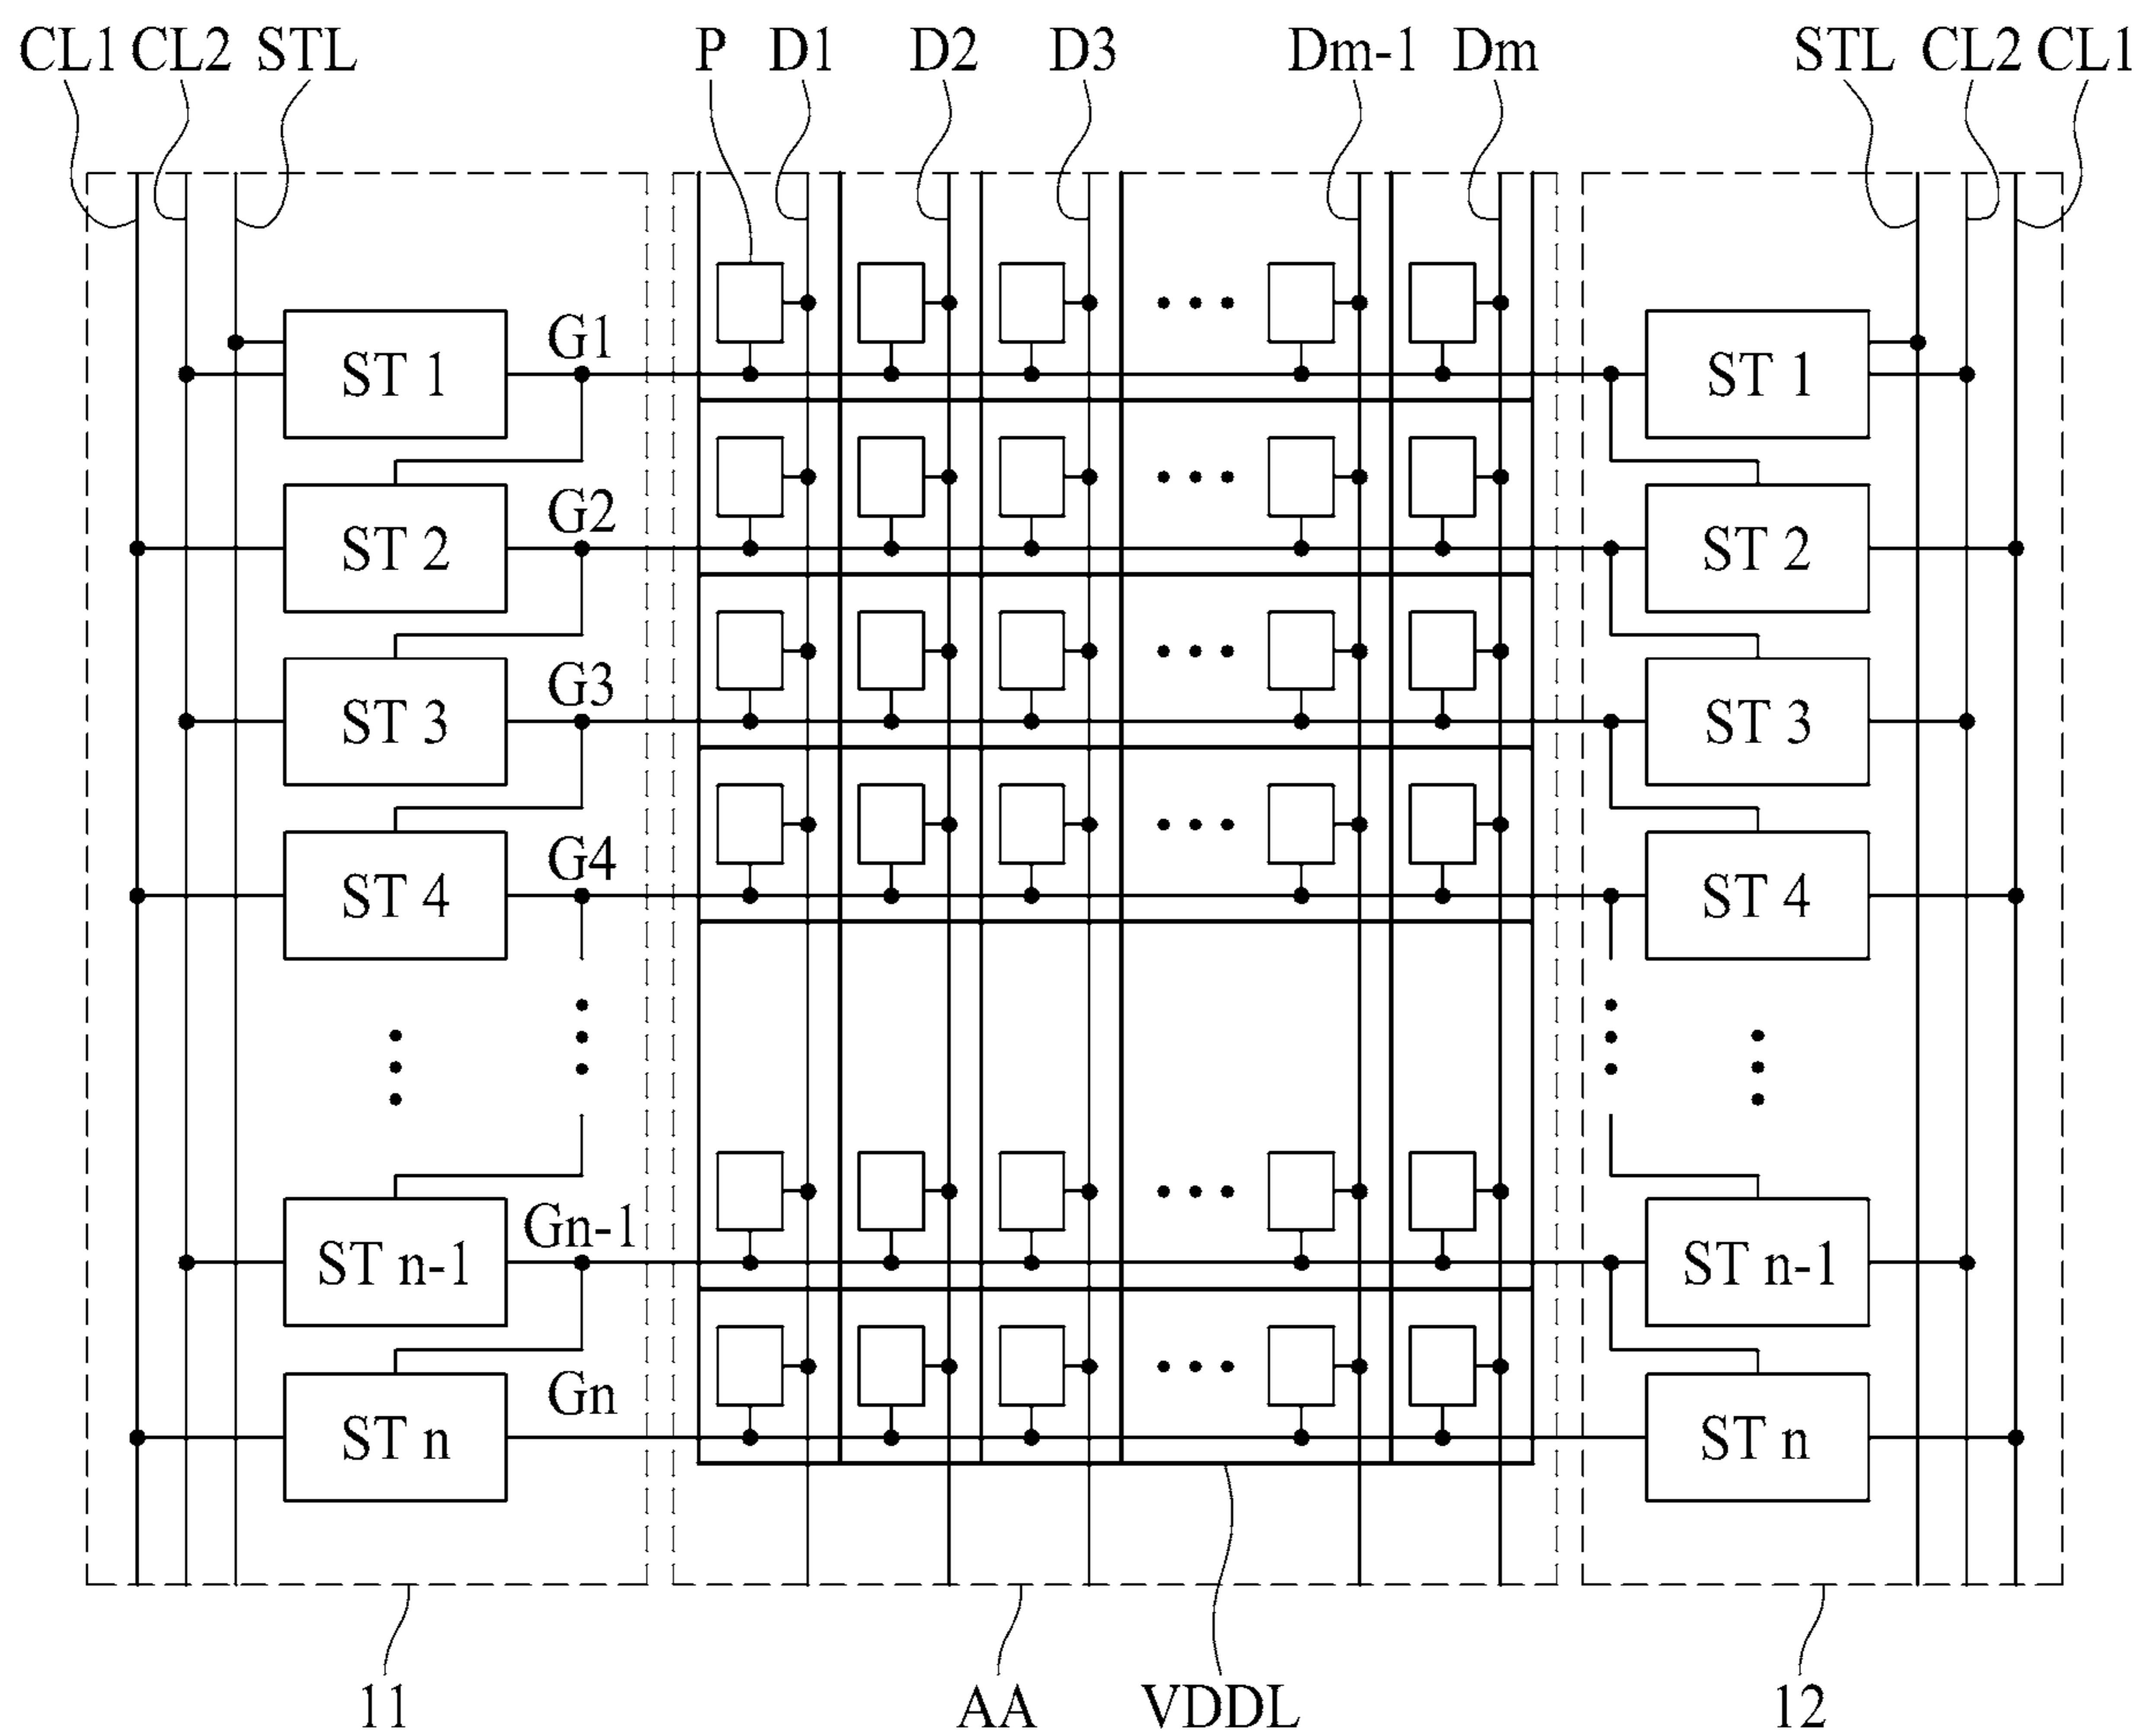 CL1 CL2 STL P D1 D2 D3 Dm-1 Dm STL CL2 CL1
ST 1 G1 ST 1
ST 2 G2 ST 2
ST 3 G3 ST 3
ST 4 G4 ST 4
ST n-1 Gn-1 ST n-1
ST n Gn ST n
11 AA VDDL 12